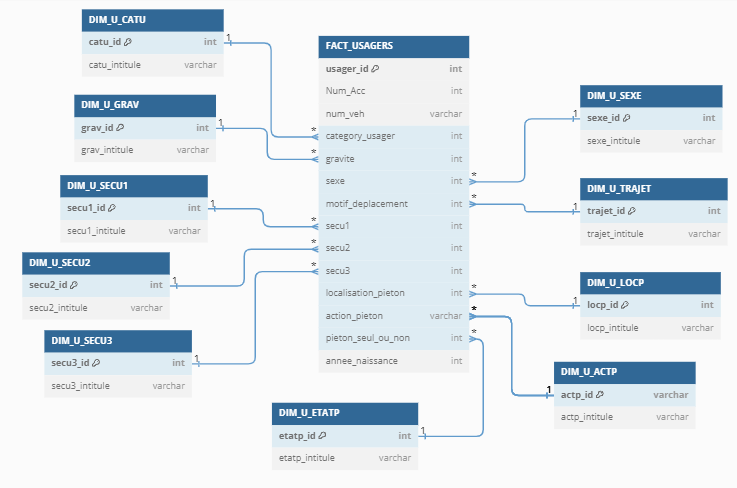 DIM_U_CATU
catu_id int
catu_intitule varchar
1
DIM_U_GRAV
grav_id int
grav_intitule varchar
1
DIM_U_SECU1
secu1_id int
secu1_intitule varchar
1
DIM_U_SECU2
secu2_id int
secu2_intitule varchar
1
DIM_U_SECU3
secu3_id int
secu3_intitule varchar
1
FACT_USAGERS
usager_id int
Num_Acc int
num_veh varchar
* category_usager int
* gravite int
sexe int *
motif_deplacement int *
* secu1 int
* secu2 int
* secu3 int
localisation_pieton int *
action_pieton varchar *
pieton_seul_ou_non int *
annee_naissance int
DIM_U_ETATP
etatp_id int
etatp_intitule varchar
1
DIM_U_SEXE
1 sexe_id int
sexe_intitule varchar
DIM_U_TRAJET
1 trajet_id int
trajet_intitule varchar
DIM_U_LOCP
1 locp_id int
locp_intitule varchar
DIM_U_ACTP
1 actp_id varchar
actp_intitule varchar